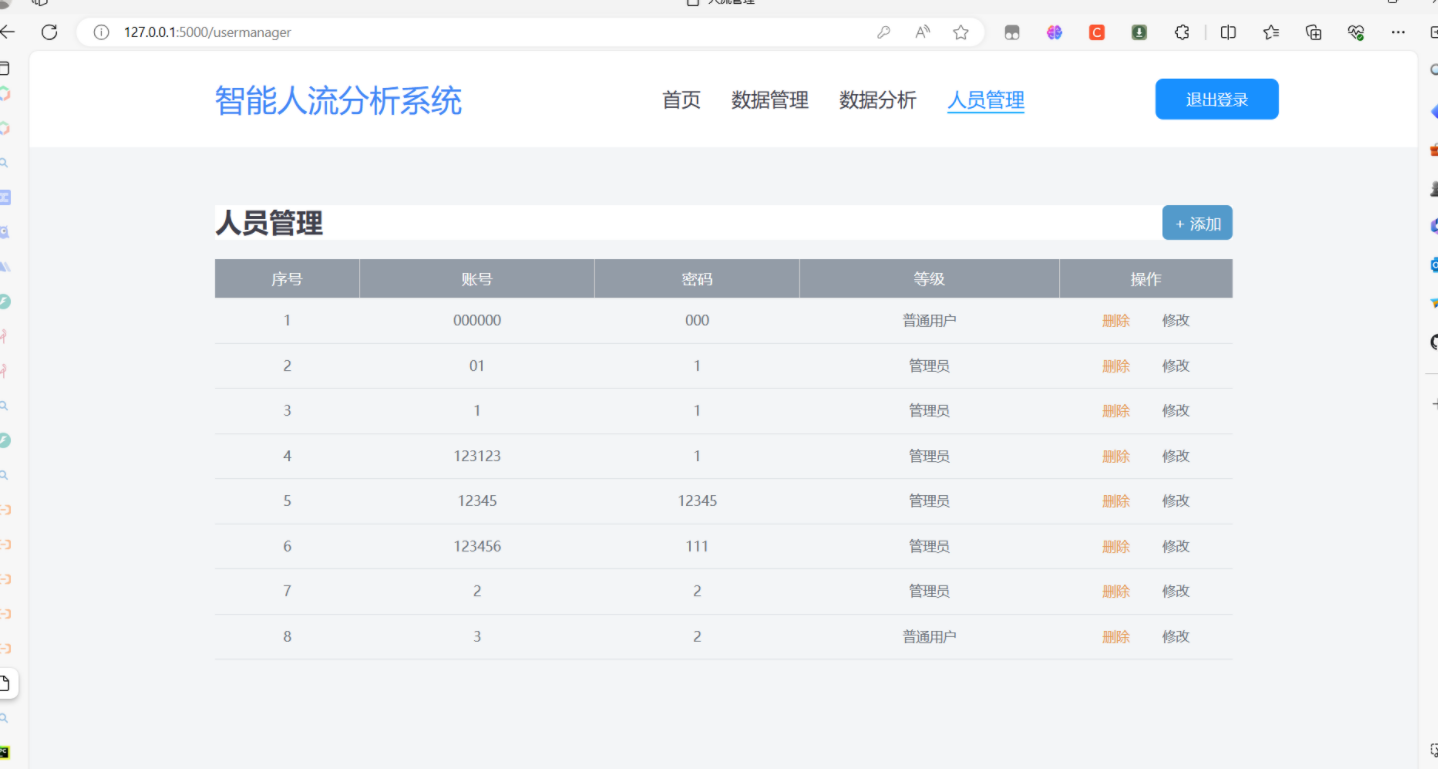 人流管理
127.0.0.1:5000/usermanager
智能人流分析系统 首页 数据管理 数据分析 人员管理 退出登录
人员管理 + 添加
序号 账号 密码 等级 操作
1 000000 000 普通用户 删除 修改
2 01 1 管理员 删除 修改
3 1 1 管理员 删除 修改
4 123123 1 管理员 删除 修改
5 12345 12345 管理员 删除 修改
6 123456 111 管理员 删除 修改
7 2 2 管理员 删除 修改
8 3 2 普通用户 删除 修改